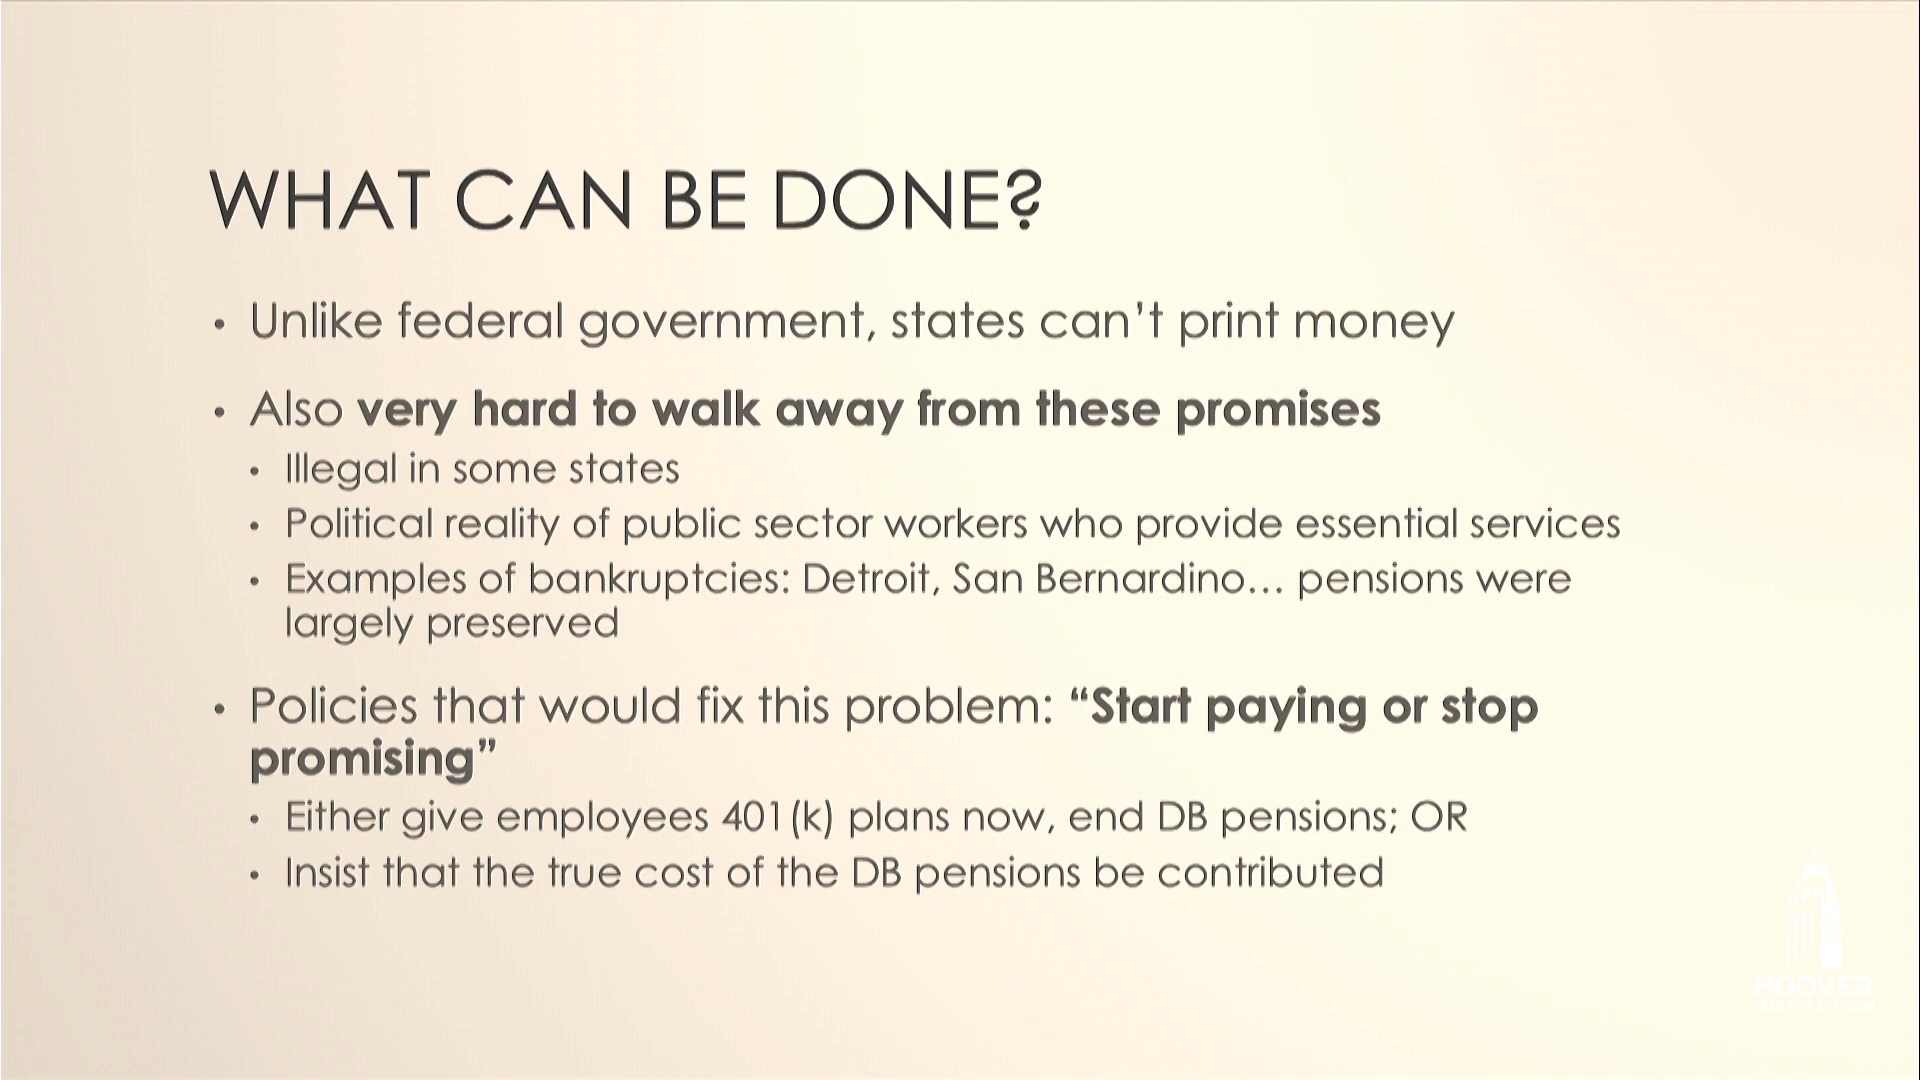 WHAT CAN BE DONE?
• Unlike federal government, states can’t print money
• Also very hard to walk away from these promises
• Illegal in some states
• Political reality of public sector workers who provide essential services
• Examples of bankruptcies: Detroit, San Bernardino… pensions were
largely preserved
• Policies that would fix this problem: “Start paying or stop
promising”
• Either give employees 401(k) plans now, end DB pensions; OR
• Insist that the true cost of the DB pensions be contributed
HOOVER
INSTITUTION